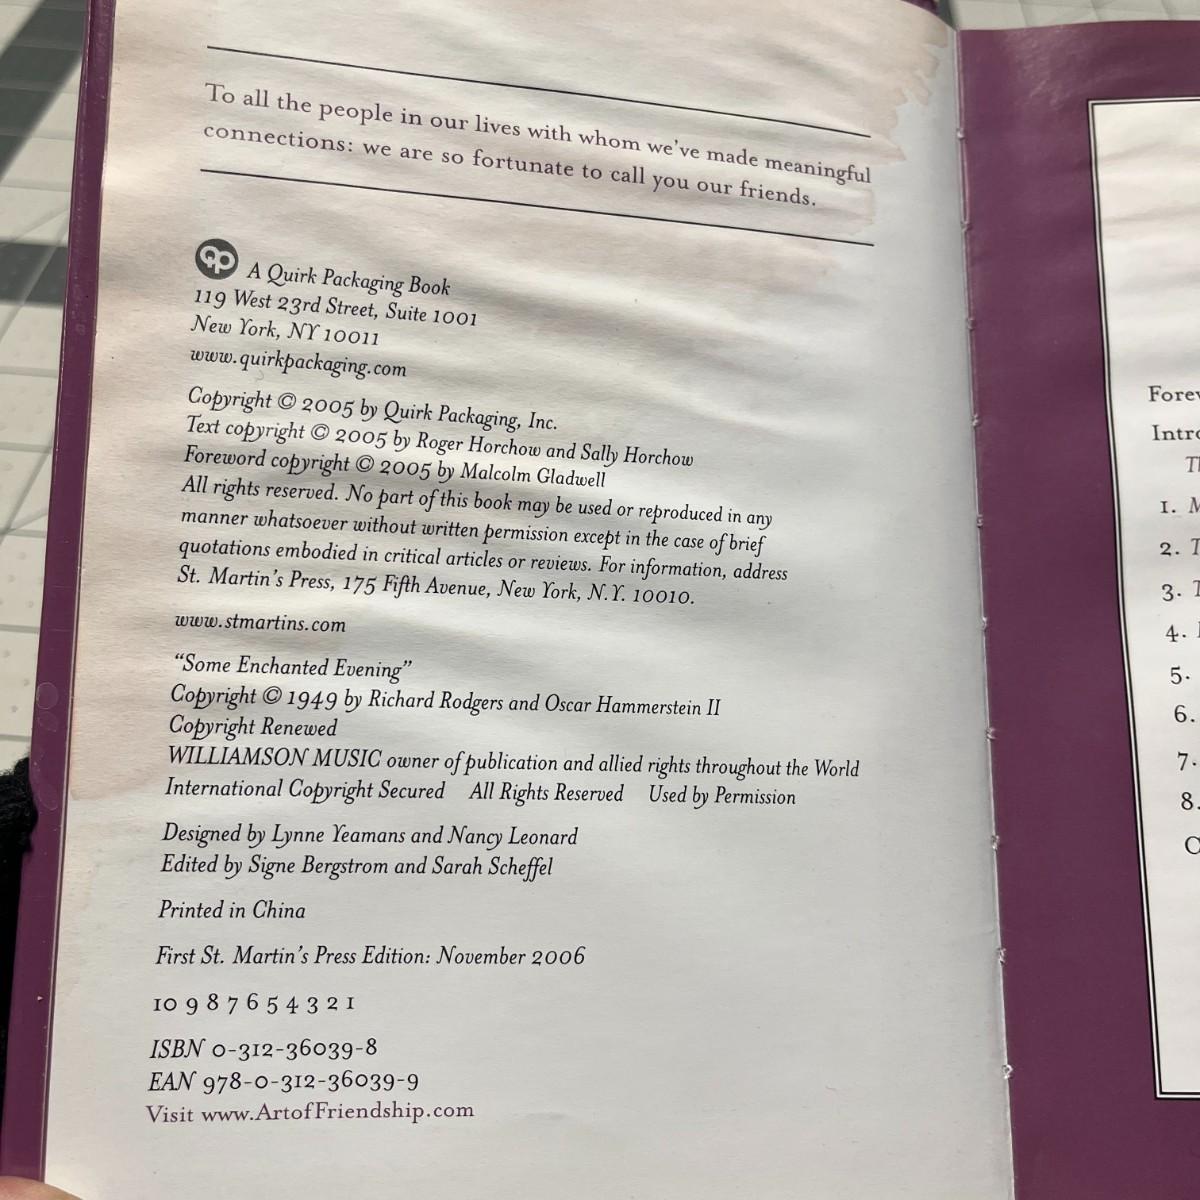 To all the people in our lives with whom we've made meaningful
connections: we are so fortunate to call you our friends.
qp
A Quirk Packaging Book
119 West 23rd Street, Suite 1001
New York, NY 10011
www.quirkpackaging.com
Copyright © 2005 by Quirk Packaging, Inc.
Text copyright © 2005 by Roger Horchow and Sally Horchow
Foreword copyright © 2005 by Malcolm Gladwell
All rights reserved. No part of this book may be used or reproduced in any
manner whatsoever without written permission except in the case of brief
quotations embodied in critical articles or reviews. For information, address
St. Martin's Press, 175 Fifth Avenue, New York, N.Y. 10010.
www.stmartins.com
“Some Enchanted Evening”
Copyright © 1949 by Richard Rodgers and Oscar Hammerstein II
Copyright Renewed
WILLIAMSON MUSIC owner of publication and allied rights throughout the World
International Copyright Secured All Rights Reserved Used by Permission
Designed by Lynne Yeamans and Nancy Leonard
Edited by Signe Bergstrom and Sarah Scheffel
Printed in China
First St. Martin's Press Edition: November 2006
10 9 8 7 6 5 4 3 2 1
ISBN 0-312-36039-8
EAN 978-0-312-36039-9
Visit www.ArtofFriendship.com
1.
2.
3.
4.
5.
6.
7.
8.